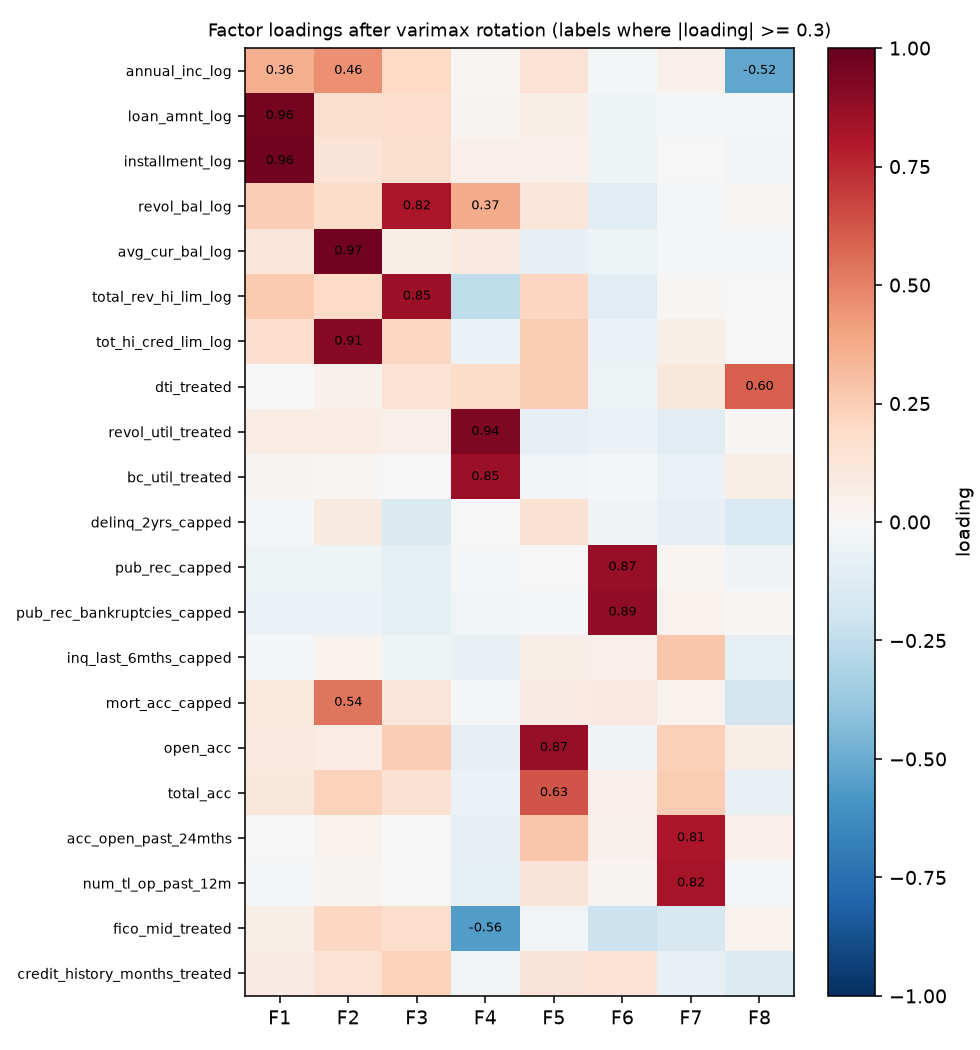 Factor loadings after varimax rotation (labels where |loading| >= 0.3)
annual_inc_log 0.36 0.46 -0.52
loan_amnt_log 0.96
installment_log 0.96
revol_bal_log 0.82 0.37
avg_cur_bal_log 0.97
total_rev_hi_lim_log 0.85
tot_hi_cred_lim_log 0.91
dti_treated 0.60
revol_util_treated 0.94
bc_util_treated 0.85
delinq_2yrs_capped
pub_rec_capped 0.87
pub_rec_bankruptcies_capped 0.89
inq_last_6mths_capped
mort_acc_capped 0.54
open_acc 0.87
total_acc 0.63
acc_open_past_24mths 0.81
num_tl_op_past_12m 0.82
fico_mid_treated -0.56
credit_history_months_treated
F1 F2 F3 F4 F5 F6 F7 F8
1.00
0.75
0.50
0.25
0.00
−0.25
−0.50
−0.75
−1.00
loading